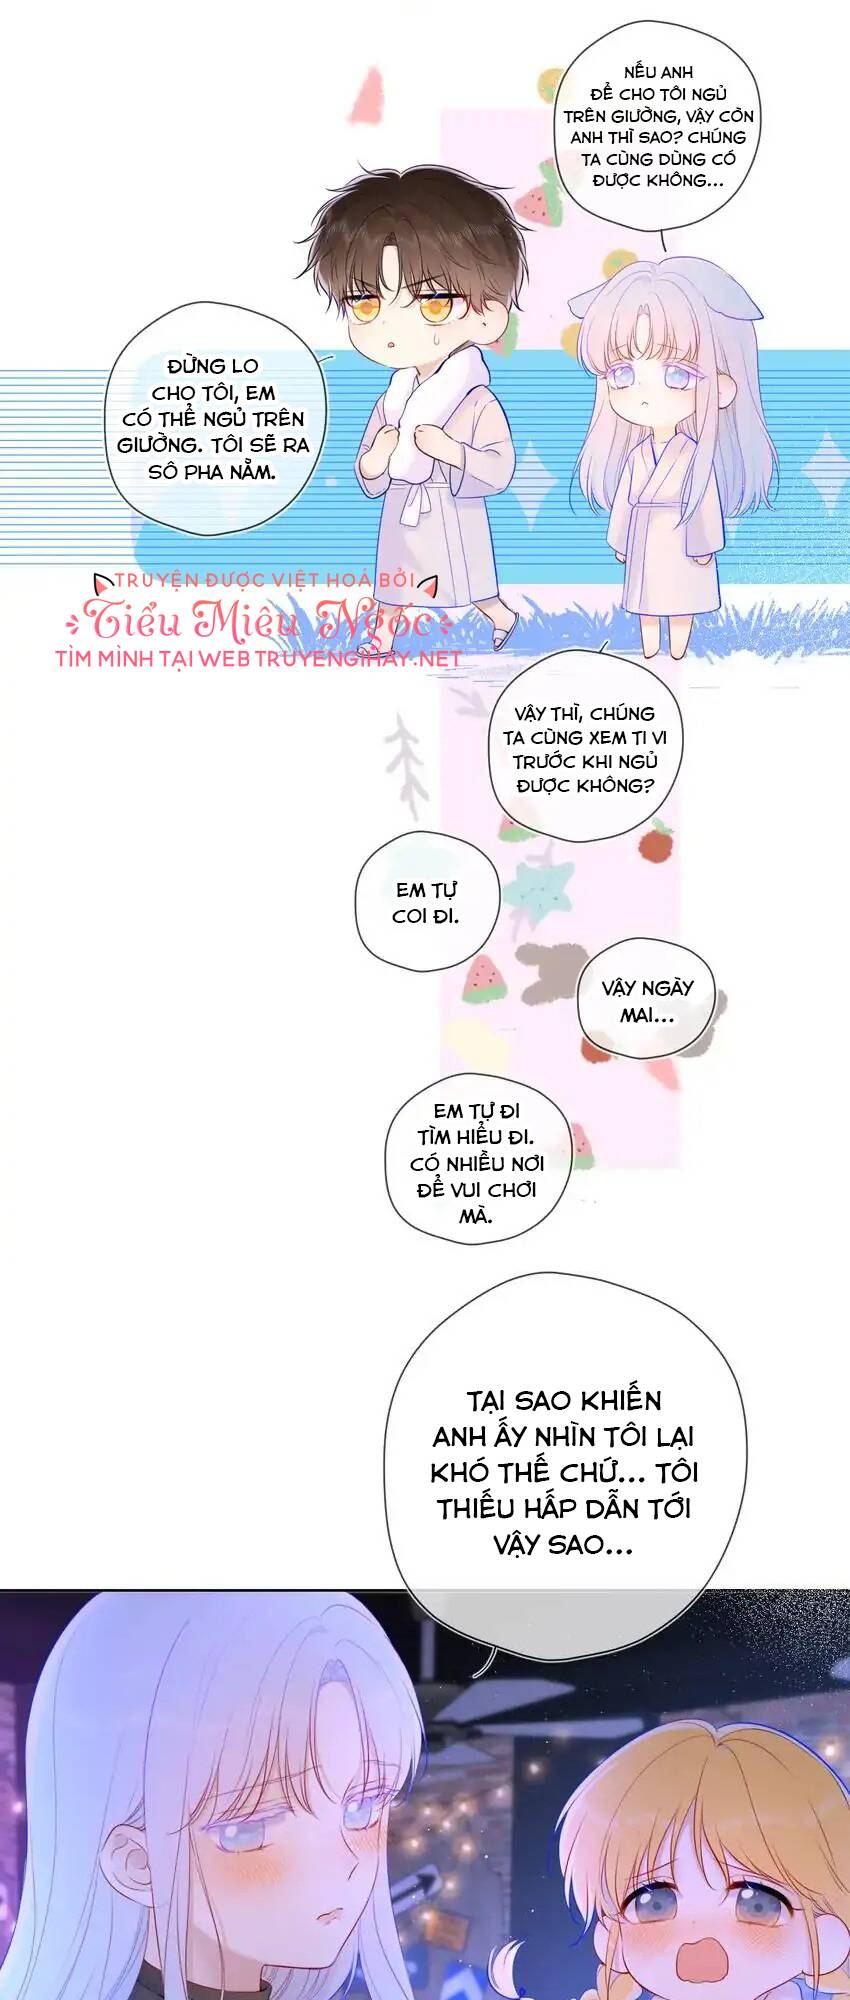 NẾU ANH
ĐỂ CHO TÔI NGỦ
TRÊN GIƯỜNG, VẬY CÒN
ANH THÌ SAO? CHÚNG
TA CÙNG DÙNG CÓ
ĐƯỢC KHÔNG...
ĐỪNG LO
CHO TÔI, EM
CÓ THỂ NGỦ TRÊN
GIƯỜNG. TÔI SẼ RA
SÔ PHA NẰM.
TRUYỆN ĐƯỢC VIỆT HOÁ BỞI
Tiểu Miêu Ngốc
TÌM MÌNH TẠI WEB TRUYENGIHAY.NET
VẬY THÌ, CHÚNG
TA CÙNG XEM TI VI
TRƯỚC KHI NGỦ
ĐƯỢC KHÔNG?
EM TỰ
COI ĐI.
VẬY NGÀY
MAI...
EM TỰ ĐI
TÌM HIỂU ĐI.
CÓ NHIỀU NƠI
ĐỂ VUI CHƠI
MÀ.
TẠI SAO KHIẾN
ANH ẤY NHÌN TÔI LẠI
KHÓ THẾ CHỨ... TÔI
THIẾU HẤP DẪN TỚI
VẬY SAO...